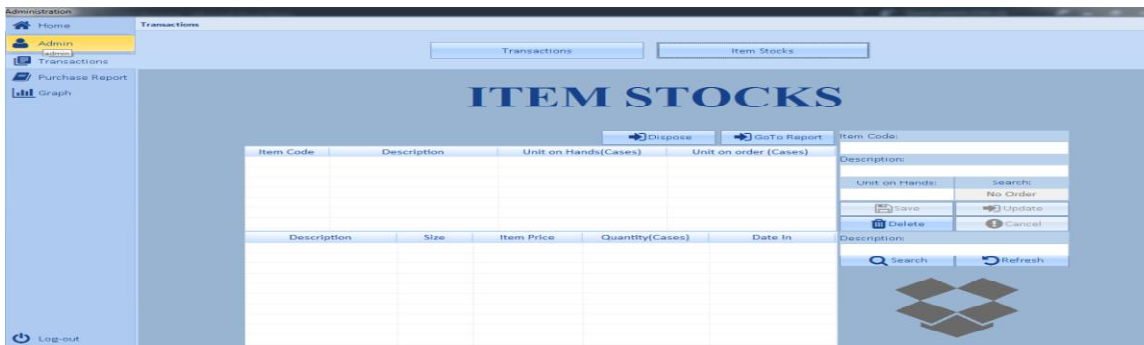 Administration
Home
Admin
admin
Transactions
Purchase Report
Graph
Log-out
Transactions
Transactions Item Stocks
ITEM STOCKS
Dispose GoTo Report
Item Code Description Unit on Hands(Cases) Unit on order (Cases)
Description Size Item Price Quantity(Cases) Date In
Item Code:
Description:
Unit on Hands: Search:
No Order
Save Update
Delete Cancel
Description:
Search Refresh